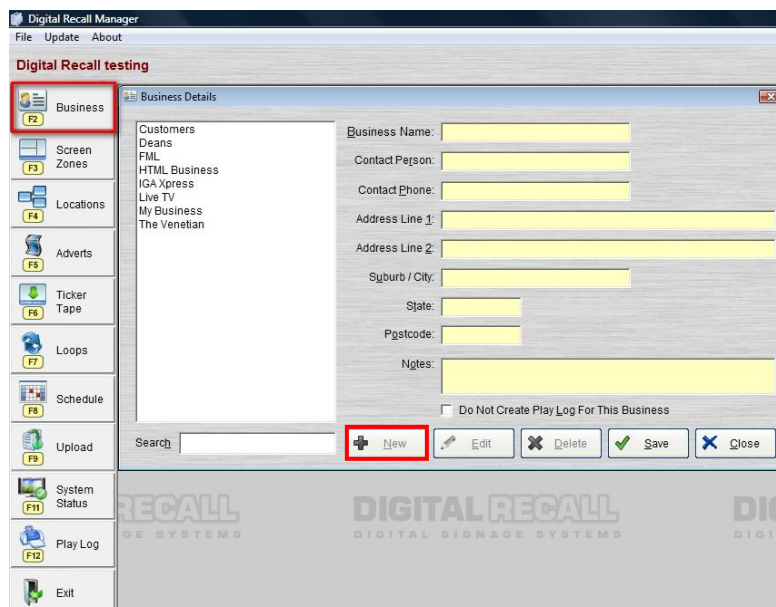 Digital Recall Manager
File Update About
Digital Recall testing
Business
F2
Screen
Zones
F3
Locations
F4
Adverts
F5
Ticker
Tape
F6
Loops
F7
Schedule
F8
Upload
F9
System
Status
F11
Play Log
F12
Exit
Business Details
Customers
Deans
FML
HTML Business
IGA Xpress
Live TV
My Business
The Venetian
Search
Business Name:
Contact Person:
Contact Phone:
Address Line 1:
Address Line 2:
Suburb / City:
State:
Postcode:
Notes:
Do Not Create Play Log For This Business
New Edit Delete Save Close
RECALL DIGITAL RECALL DIG
GE SYSTEMS DIGITAL SIGNAGE SYSTEMS DIGI